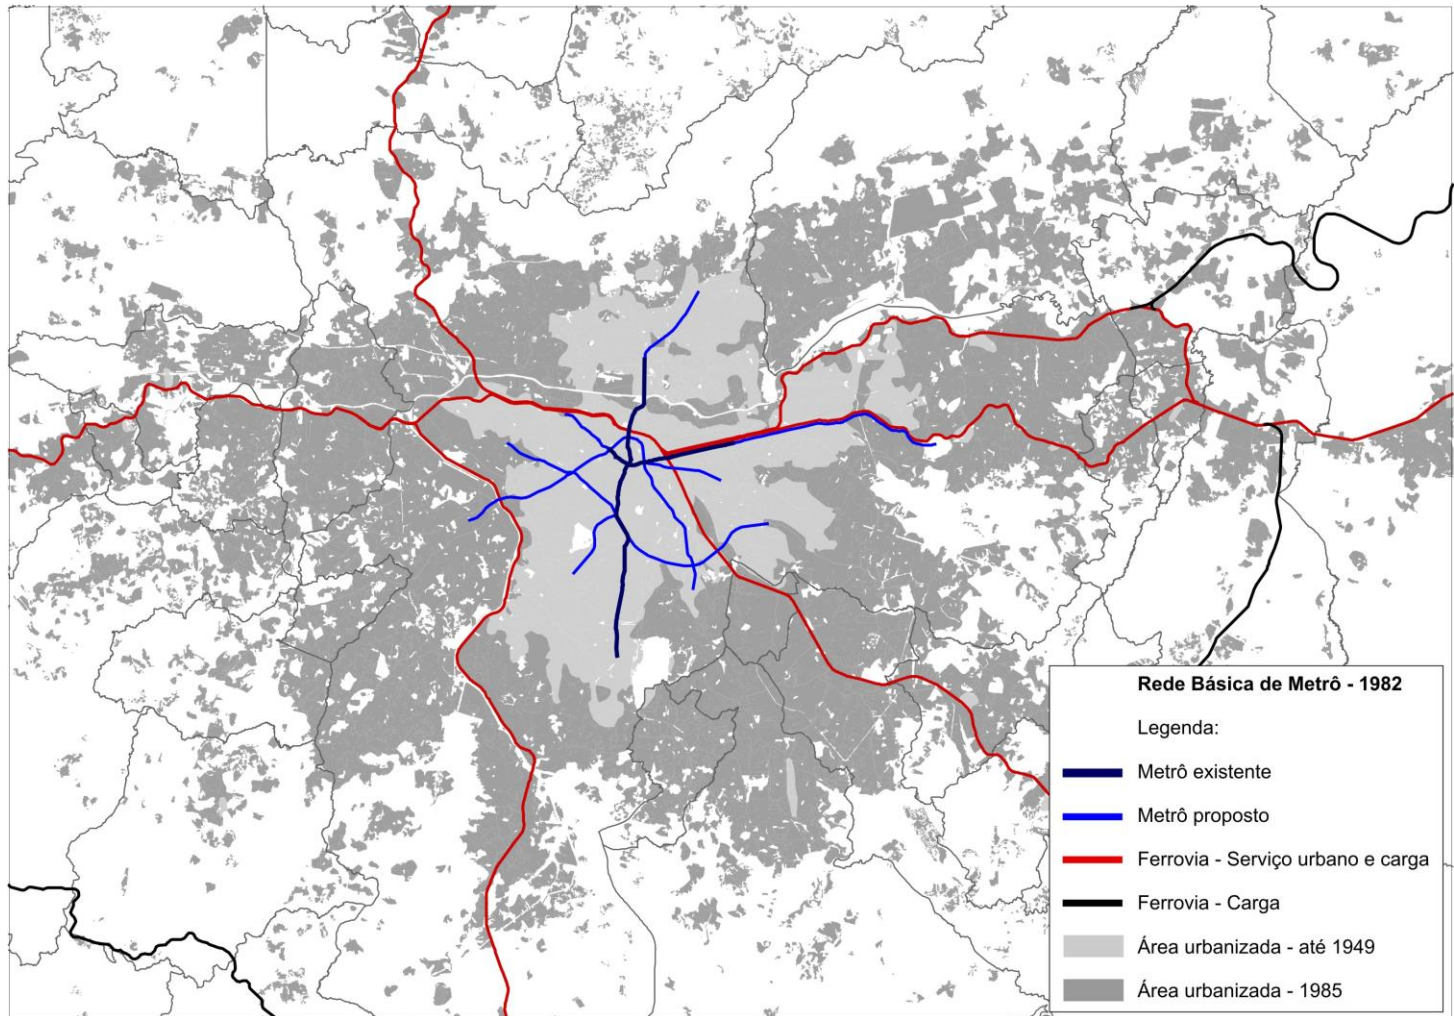 Rede Básica de Metrô - 1982
Legenda:
Metrô existente
Metrô proposto
Ferrovia - Serviço urbano e carga
Ferrovia - Carga
Área urbanizada - até 1949
Área urbanizada - 1985